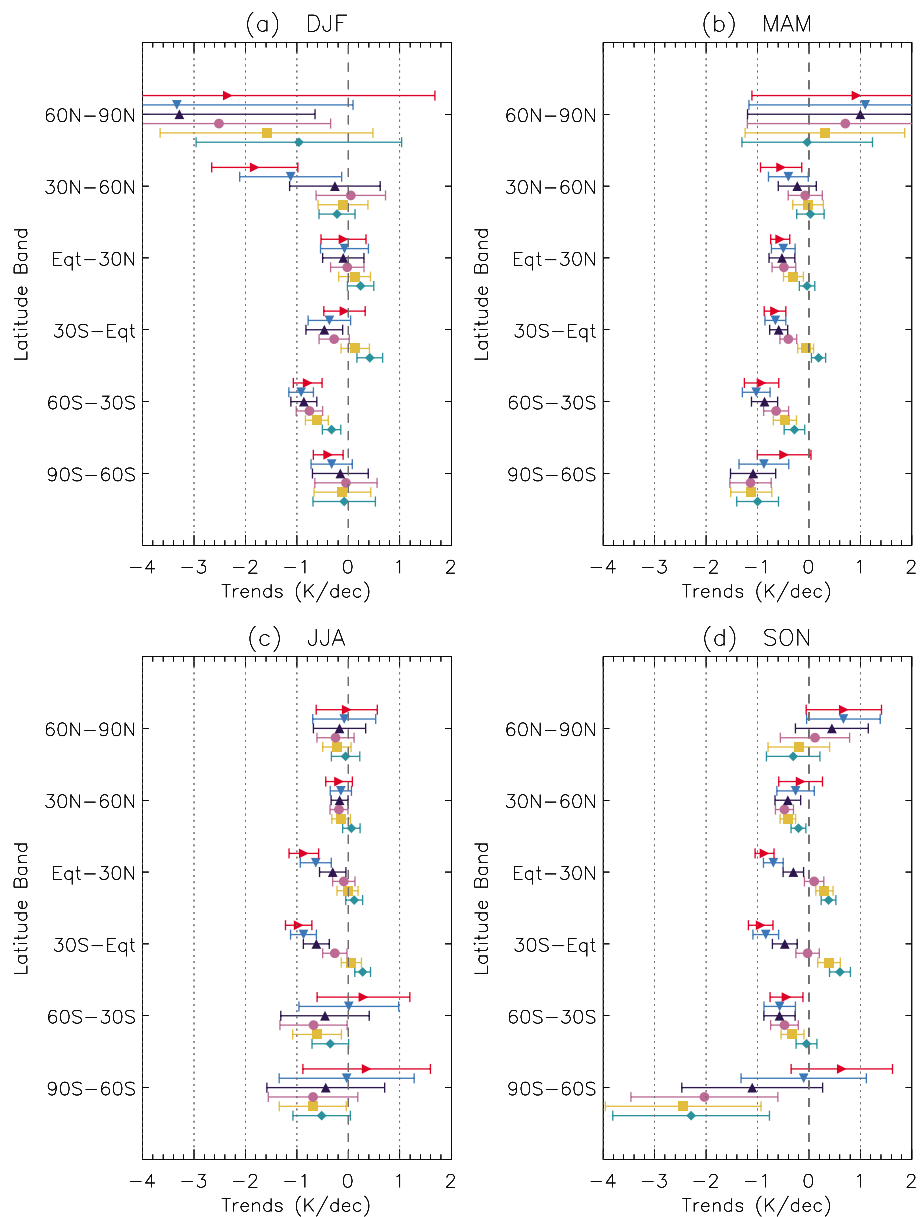 (a) DJF
Latitude Band
60N−90N
30N−60N
Eqt−30N
30S−Eqt
60S−30S
90S−60S
−4 −3 −2 −1 0 1 2
Trends (K/dec)
(b) MAM
Latitude Band
60N−90N
30N−60N
Eqt−30N
30S−Eqt
60S−30S
90S−60S
−4 −3 −2 −1 0 1 2
Trends (K/dec)
(c) JJA
Latitude Band
60N−90N
30N−60N
Eqt−30N
30S−Eqt
60S−30S
90S−60S
−4 −3 −2 −1 0 1 2
Trends (K/dec)
(d) SON
Latitude Band
60N−90N
30N−60N
Eqt−30N
30S−Eqt
60S−30S
90S−60S
−4 −3 −2 −1 0 1 2
Trends (K/dec)